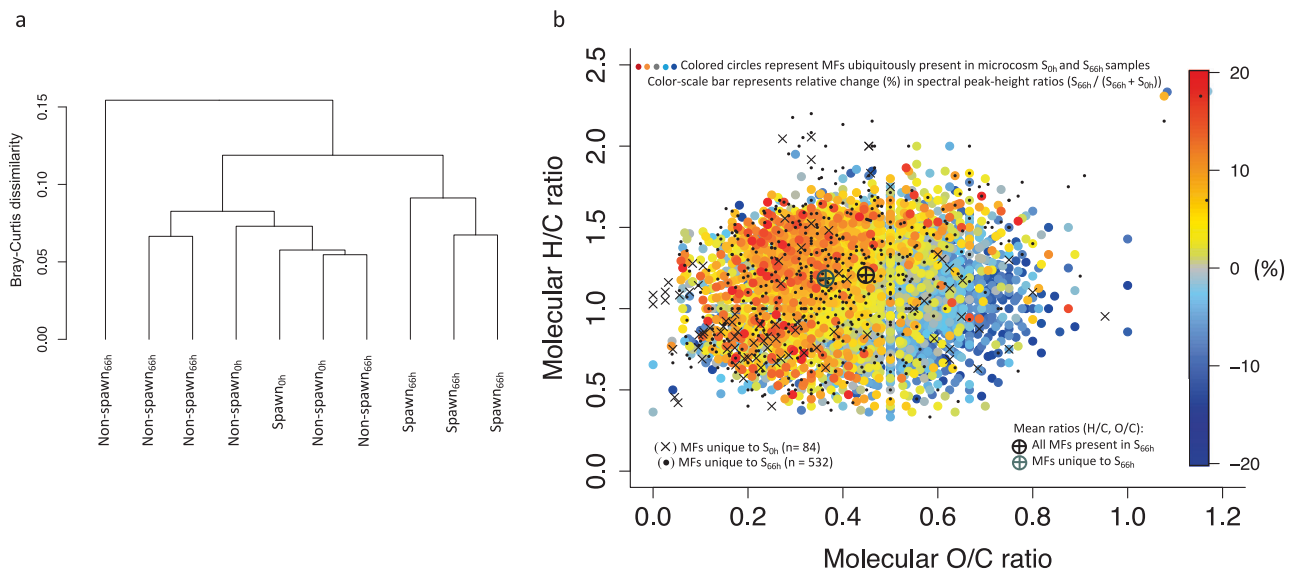 a
Bray-Curtis dissimilarity
0.15
0.10
0.05
0.00
Non-spawn66h
Non-spawn66h
Non-spawn66h
Non-spawn0h
Spawn0h
Non-spawn0h
Non-spawn66h
Spawn66h
Spawn66h
Spawn66h
b
Colored circles represent MFs ubiquitously present in microcosm S0h and S66h samples
Color-scale bar represents relative change (%) in spectral peak-height ratios (S66h / (S66h + S0h))
Molecular H/C ratio
2.5
2.0
1.5
1.0
0.5
0.0
(×) MFs unique to S0h (n= 84)
(•) MFs unique to S66h (n = 532)
Mean ratios (H/C, O/C):
All MFs present in S66h
MFs unique to S66h
20
10
0 (%)
−10
−20
0.0 0.2 0.4 0.6 0.8 1.0 1.2
Molecular O/C ratio